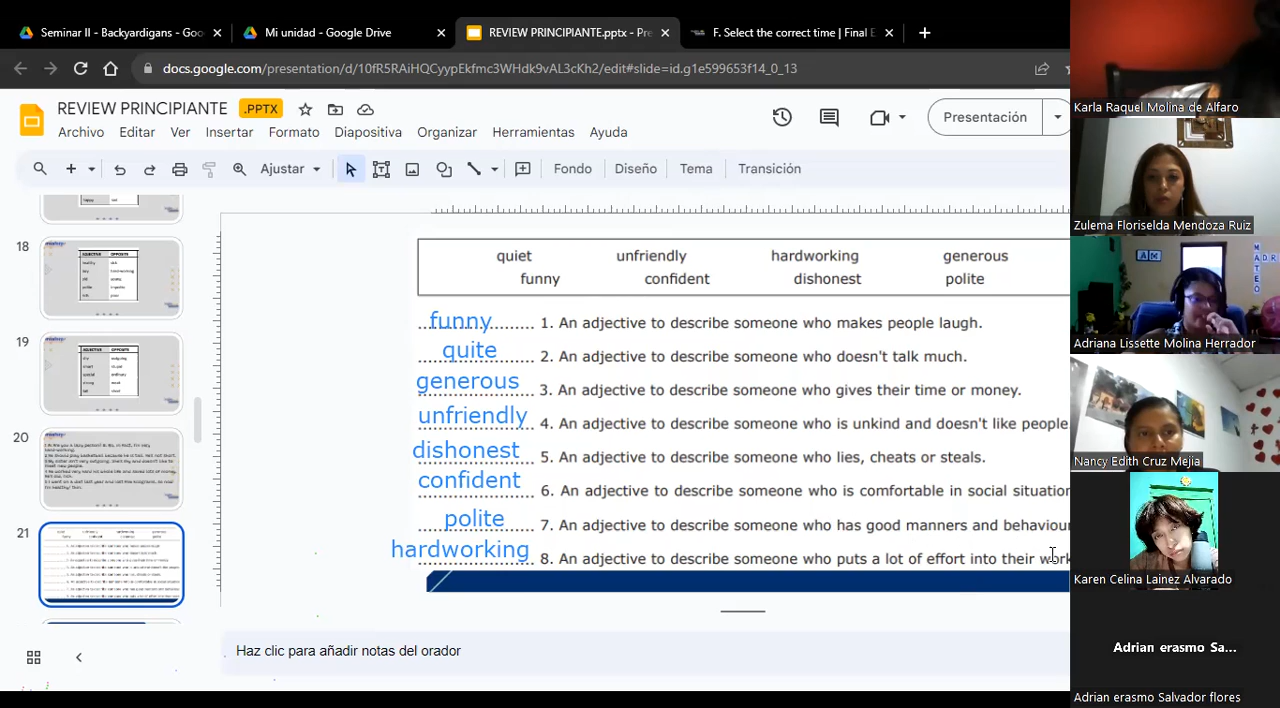 Seminar II - Backyardigans - Goo
Mi unidad - Google Drive
REVIEW PRINCIPIANTE.pptx - Pre
F. Select the correct time | Final E
docs.google.com/presentation/d/10fR5RAiHQCyypEkfmc3WHdk9vAL3cKh2/edit#slide=id.g1e599653f14_0_13
REVIEW PRINCIPIANTE .PPTX
Presentación
Archivo Editar Ver Insertar Formato Diapositiva Organizar Herramientas Ayuda
Ajustar Fondo Diseño Tema Transición
18
19
20
21
quiet unfriendly hardworking generous
funny confident dishonest polite
funny 1. An adjective to describe someone who makes people laugh.
quite 2. An adjective to describe someone who doesn't talk much.
generous 3. An adjective to describe someone who gives their time or money.
unfriendly 4. An adjective to describe someone who is unkind and doesn't like people
dishonest 5. An adjective to describe someone who lies, cheats or steals.
confident 6. An adjective to describe someone who is comfortable in social situation
polite 7. An adjective to describe someone who has good manners and behaviour
hardworking 8. An adjective to describe someone who puts a lot of effort into their work
Haz clic para añadir notas del orador
Karla Raquel Molina de Alfaro
Zulema Floriselda Mendoza Ruiz
Adriana Lissette Molina Herrador
Nancy Edith Cruz Mejia
Karen Celina Lainez Alvarado
Adrian erasmo Sa...
Adrian erasmo Salvador flores